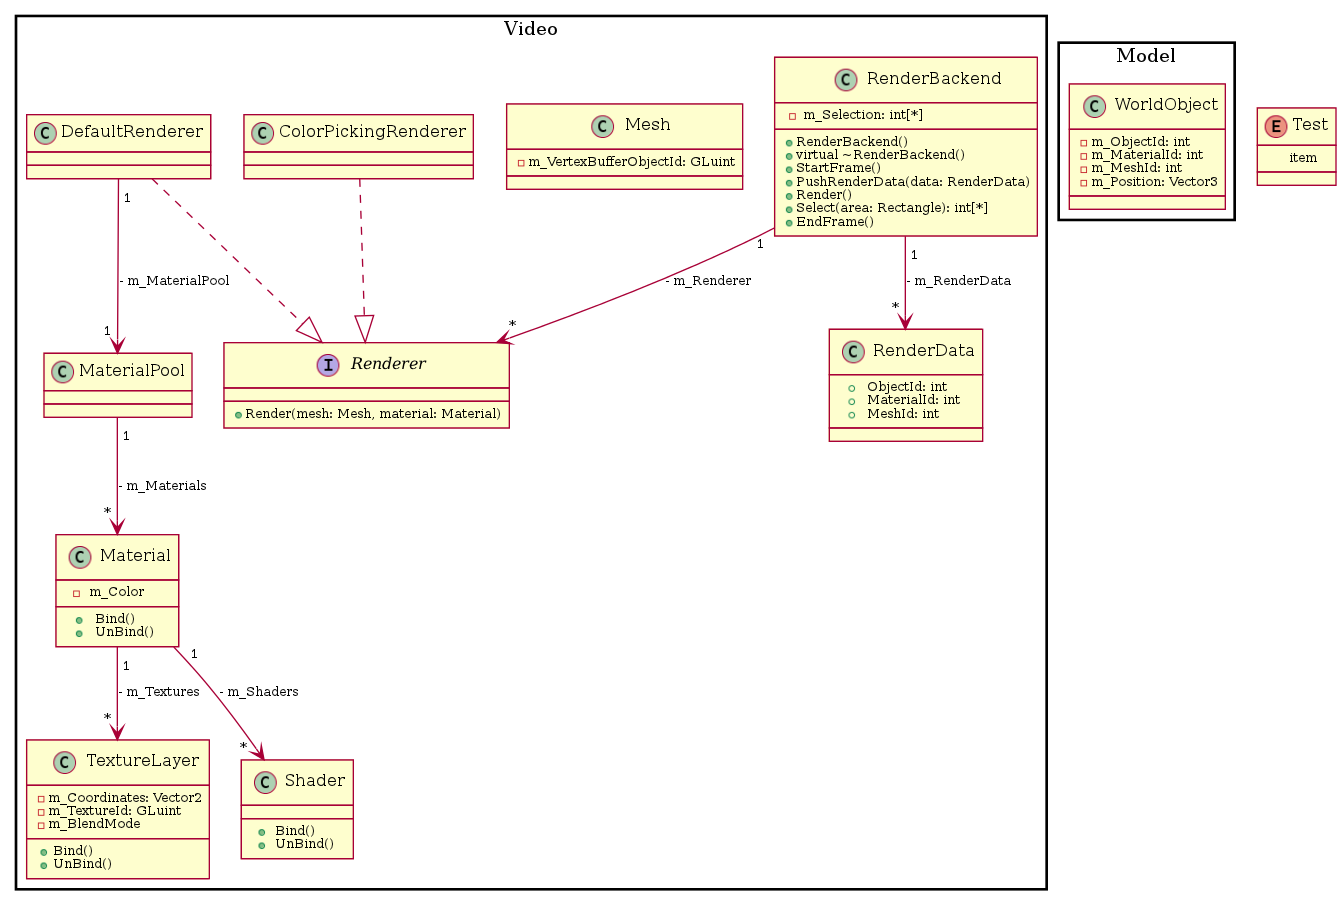 Video
C DefaultRenderer
C ColorPickingRenderer
C Mesh
- m_VertexBufferObjectId: GLuint
C RenderBackend
m_Selection: int[*]
RenderBackend()
virtual ~RenderBackend()
StartFrame()
PushRenderData(data: RenderData)
Render()
Select(area: Rectangle): int[*]
EndFrame()
Model
C WorldObject
m_ObjectId: int
m_MaterialId: int
m_MeshId: int
m_Position: Vector3
E Test
item
1
- m_MaterialPool
1
1
- m_Renderer
*
1
- m_RenderData
*
C MaterialPool
I Renderer
Render(mesh: Mesh, material: Material)
C RenderData
ObjectId: int
MaterialId: int
MeshId: int
1
- m_Materials
*
C Material
m_Color
Bind()
UnBind()
1
- m_Textures
*
1
- m_Shaders
*
C TextureLayer
m_Coordinates: Vector2
m_TextureId: GLuint
m_BlendMode
Bind()
UnBind()
C Shader
Bind()
UnBind()